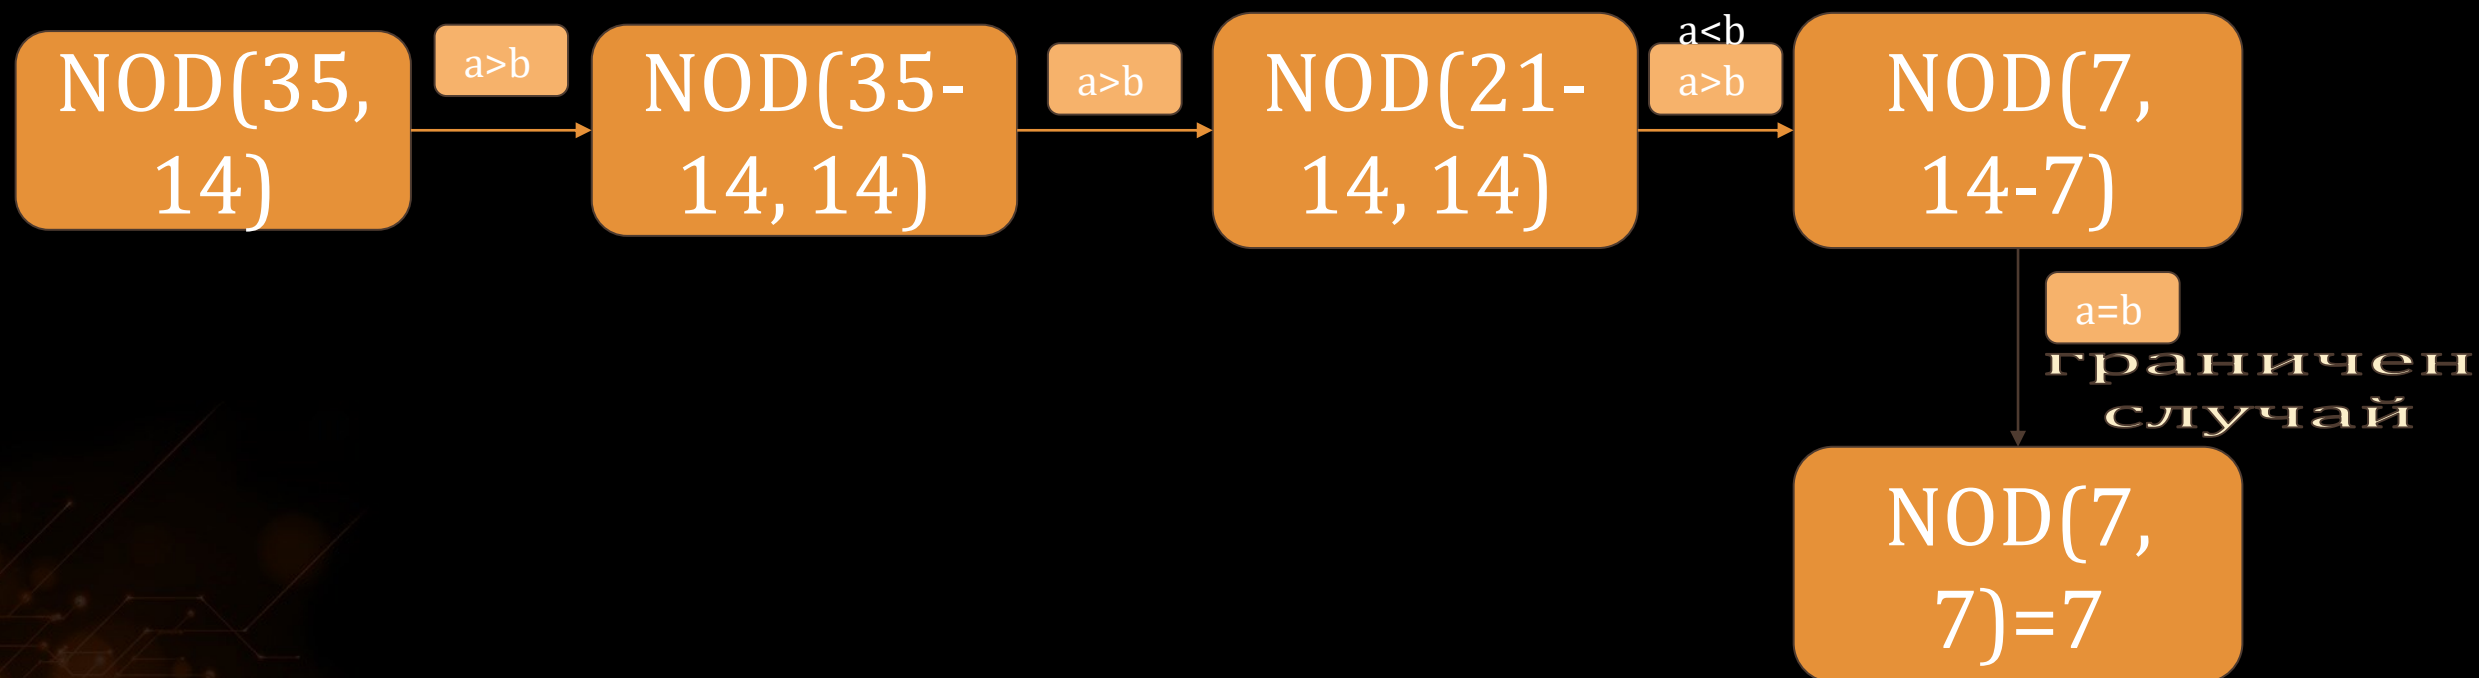 NOD(35,
14)
a>b
NOD(35-
14, 14)
a>b
NOD(21-
14, 14)
a<b
a>b
NOD(7,
14-7)
a=b
граничен
случай
NOD(7,
7)=7